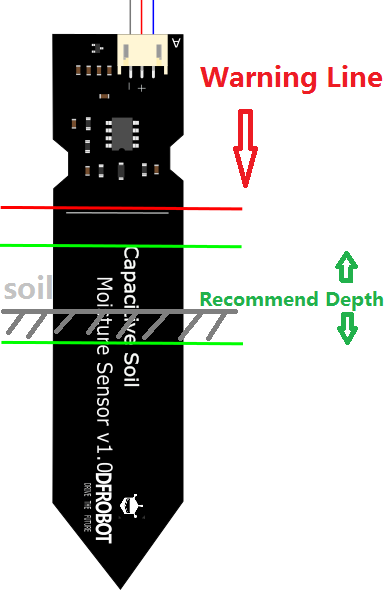 A
- +
Warning Line
soil
Recommend Depth
Capacitive Soil
Moisture Sensor v1.0
DFROBOT
DRIVE THE FUTURE